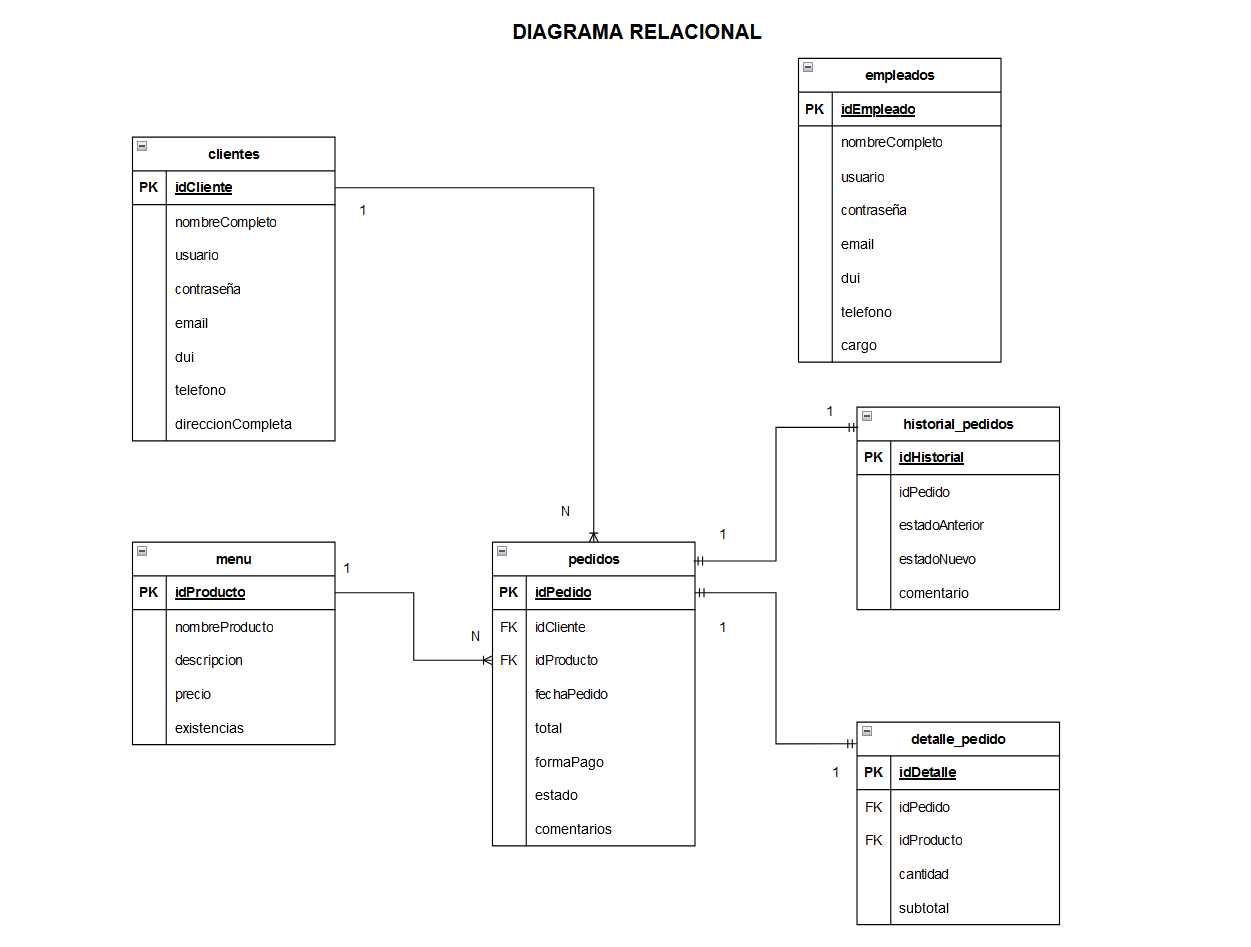 DIAGRAMA RELACIONAL
empleados
PK idEmpleado
nombreCompleto
usuario
contraseña
email
dui
telefono
cargo
clientes
PK idCliente
nombreCompleto
usuario
contraseña
email
dui
telefono
direccionCompleta
1
N
historial_pedidos
PK idHistorial
idPedido
estadoAnterior
estadoNuevo
comentario
1
1
menu
PK idProducto
nombreProducto
descripcion
precio
existencias
1
N
pedidos
PK idPedido
FK idCliente
FK idProducto
fechaPedido
total
formaPago
estado
comentarios
1
1
detalle_pedido
PK idDetalle
FK idPedido
FK idProducto
cantidad
subtotal